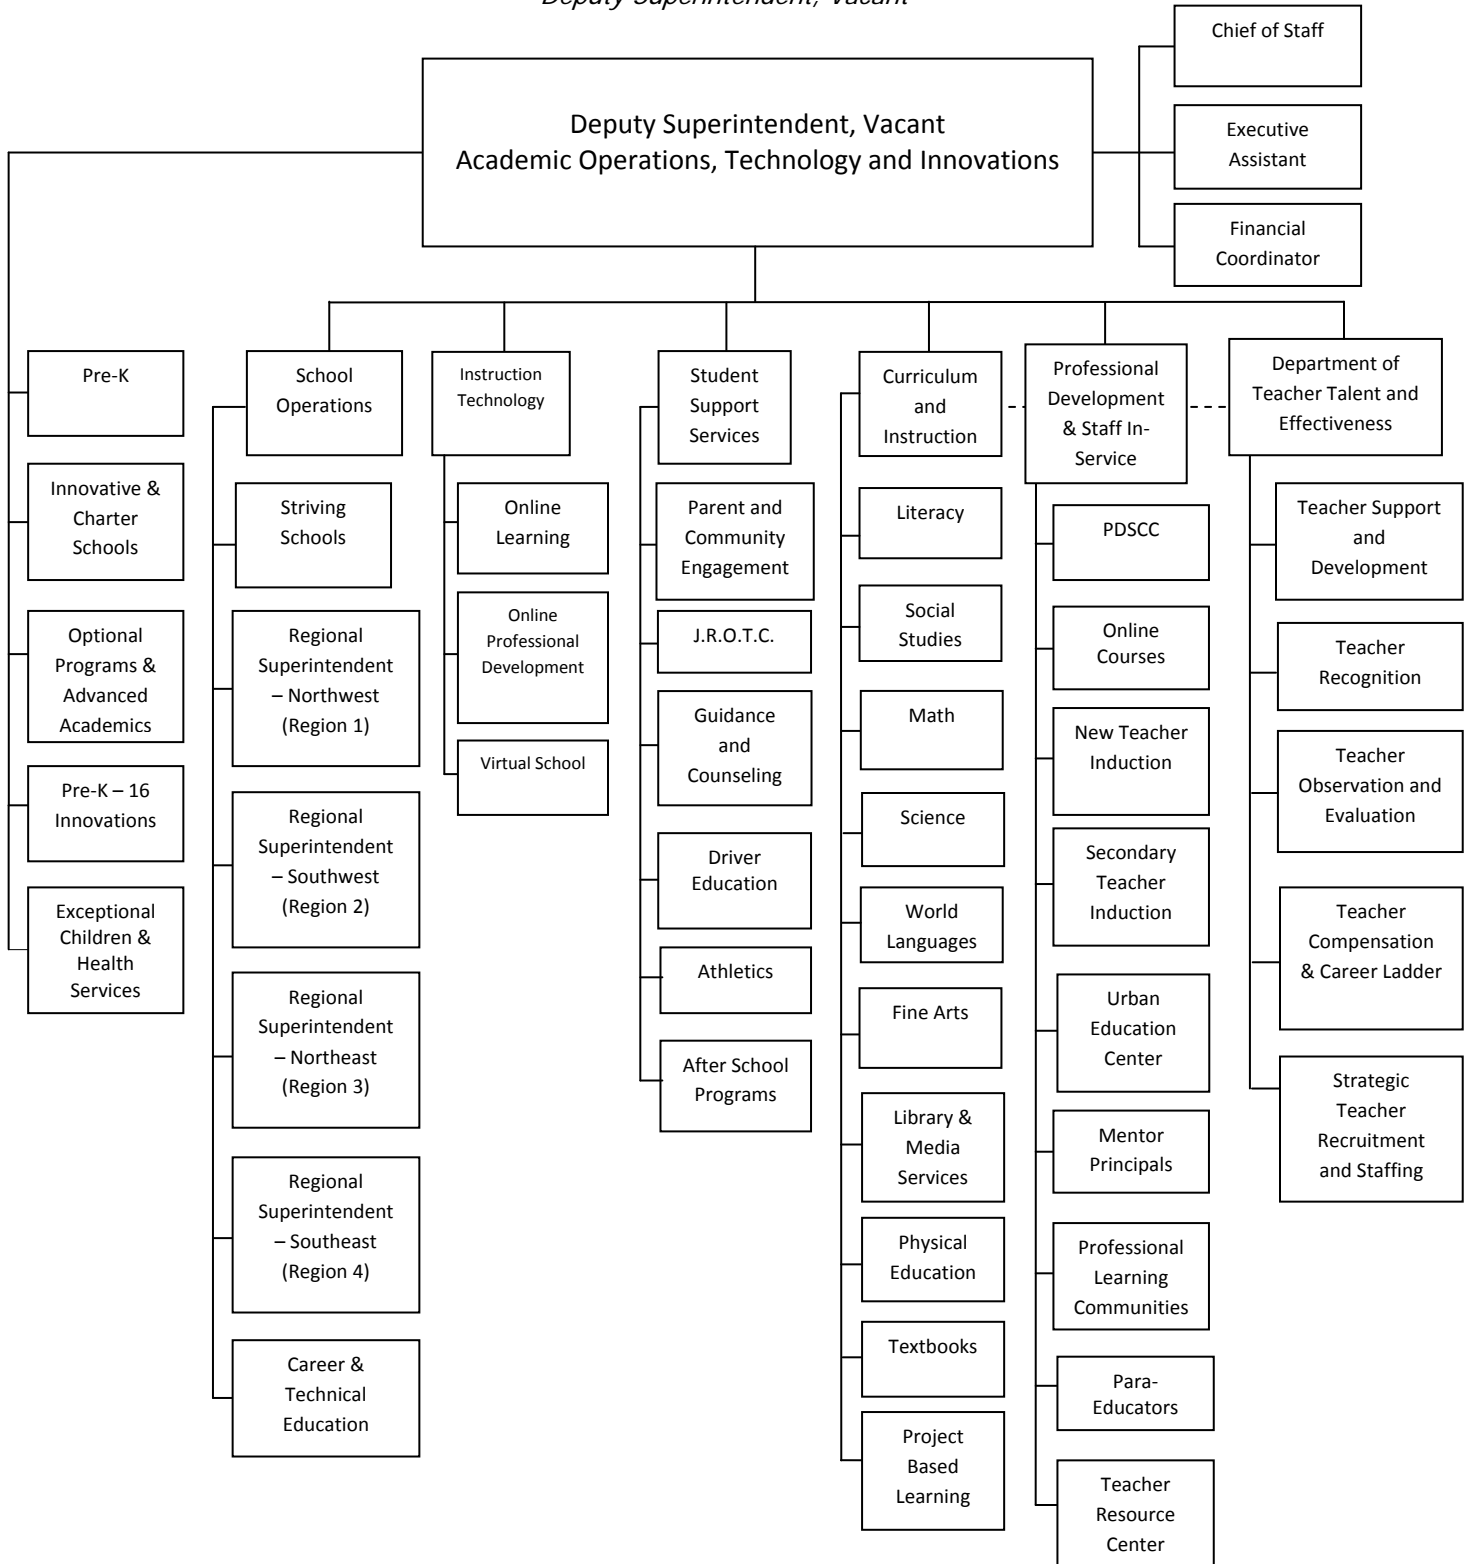 Deputy Superintendent, Vacant
Chief of Staff
Executive
Assistant
Financial
Coordinator
Deputy Superintendent, Vacant
Academic Operations, Technology and Innovations
Pre-K
Innovative &
Charter
Schools
Optional
Programs &
Advanced
Academics
Pre-K – 16
Innovations
Exceptional
Children &
Health
Services
School
Operations
Striving
Schools
Regional
Superintendent
– Northwest
(Region 1)
Regional
Superintendent
– Southwest
(Region 2)
Regional
Superintendent
– Northeast
(Region 3)
Regional
Superintendent
– Southeast
(Region 4)
Career &
Technical
Education
Instruction
Technology
Online
Learning
Online
Professional
Development
Virtual School
Student
Support
Services
Parent and
Community
Engagement
J.R.O.T.C.
Guidance
and
Counseling
Driver
Education
Athletics
After School
Programs
Curriculum
and
Instruction
Literacy
Social
Studies
Math
Science
World
Languages
Fine Arts
Library &
Media
Services
Physical
Education
Textbooks
Project
Based
Learning
Professional
Development
& Staff In-
Service
PDSCC
Online
Courses
New Teacher
Induction
Secondary
Teacher
Induction
Urban
Education
Center
Mentor
Principals
Professional
Learning
Communities
Para-
Educators
Teacher
Resource
Center
Department of
Teacher Talent and
Effectiveness
Teacher Support
and
Development
Teacher
Recognition
Teacher
Observation and
Evaluation
Teacher
Compensation
& Career Ladder
Strategic
Teacher
Recruitment
and Staffing